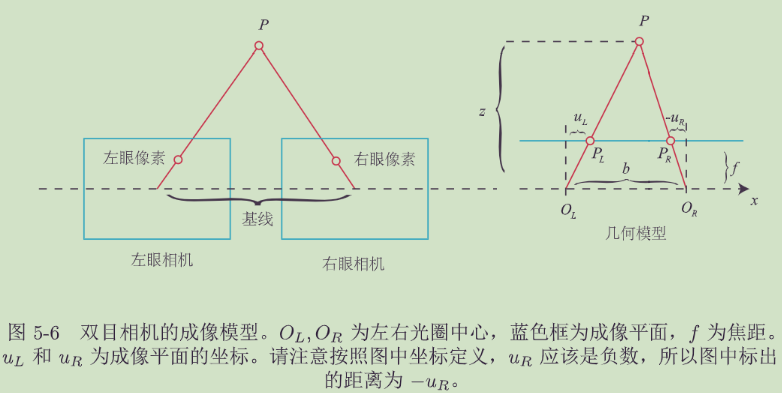 P
左眼像素
右眼像素
基线
左眼相机
右眼相机
P
z
u_L
-u_R
P_L
P_R
b
f
O_L
O_R
x
几何模型
图 5-6 双目相机的成像模型。O_L, O_R 为左右光圈中心，蓝色框为成像平面，f 为焦距。
u_L 和 u_R 为成像平面的坐标。请注意按照图中坐标定义，u_R 应该是负数，所以图中标出
的距离为 −u_R。